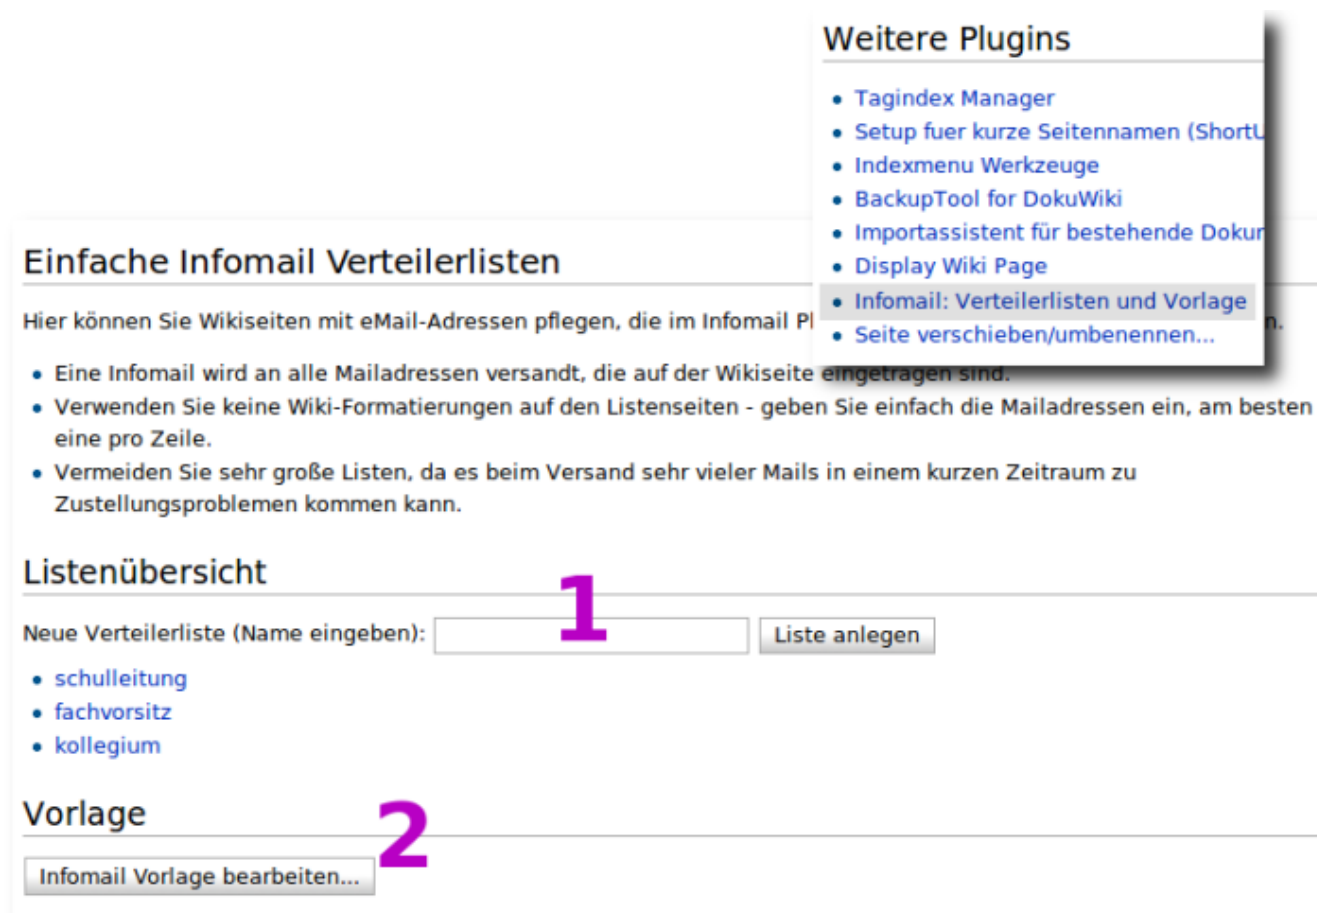 Weitere Plugins
Tagindex Manager
Setup fuer kurze Seitennamen (ShortU
Indexmenu Werkzeuge
BackupTool for DokuWiki
Importassistent für bestehende Dokur
Display Wiki Page
Infomail: Verteilerlisten und Vorlage
Seite verschieben/umbenennen...
Einfache Infomail Verteilerlisten
Hier können Sie Wikiseiten mit eMail-Adressen pflegen, die im Infomail Pl n.
Eine Infomail wird an alle Mailadressen versandt, die auf der Wikiseite eingetragen sind.
Verwenden Sie keine Wiki-Formatierungen auf den Listenseiten - geben Sie einfach die Mailadressen ein, am besten
eine pro Zeile.
Vermeiden Sie sehr große Listen, da es beim Versand sehr vieler Mails in einem kurzen Zeitraum zu
Zustellungsproblemen kommen kann.
Listenübersicht
1
Neue Verteilerliste (Name eingeben): Liste anlegen
schulleitung
fachvorsitz
kollegium
Vorlage
2
Infomail Vorlage bearbeiten...